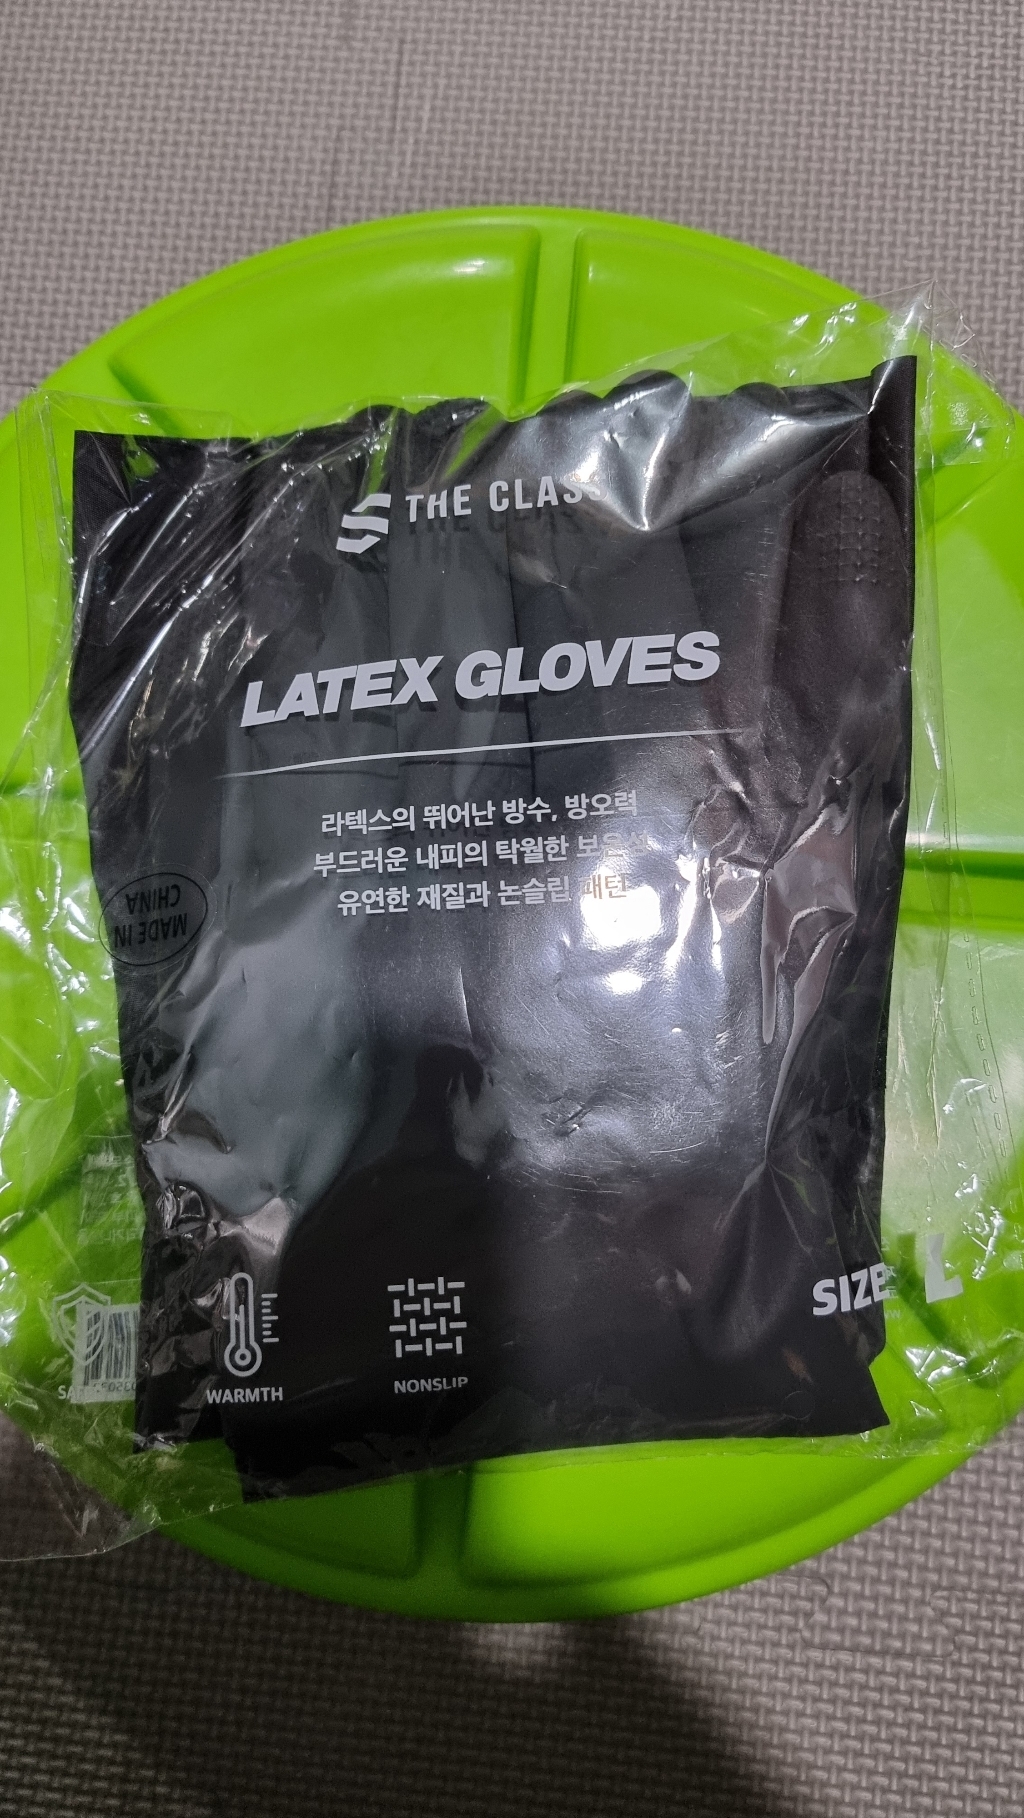 THE CLASS
LATEX GLOVES
라텍스의 뛰어난 방수, 방오력
부드러운 내피의 탁월한 보온성
유연한 재질과 논슬립 패턴
MADE IN
CHINA
WARMTH
NONSLIP
SIZE L